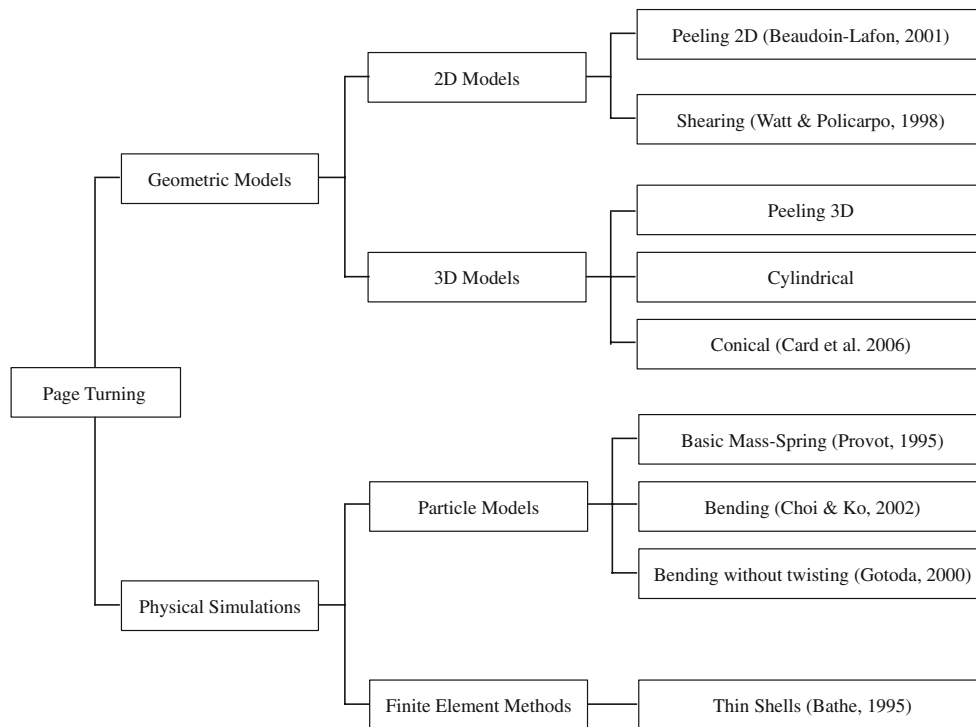 Peeling 2D (Beaudoin-Lafon, 2001)
2D Models
Shearing (Watt & Policarpo, 1998)
Geometric Models
Peeling 3D
3D Models
Cylindrical
Conical (Card et al. 2006)
Page Turning
Basic Mass-Spring (Provot, 1995)
Particle Models
Bending (Choi & Ko, 2002)
Bending without twisting (Gotoda, 2000)
Physical Simulations
Finite Element Methods
Thin Shells (Bathe, 1995)